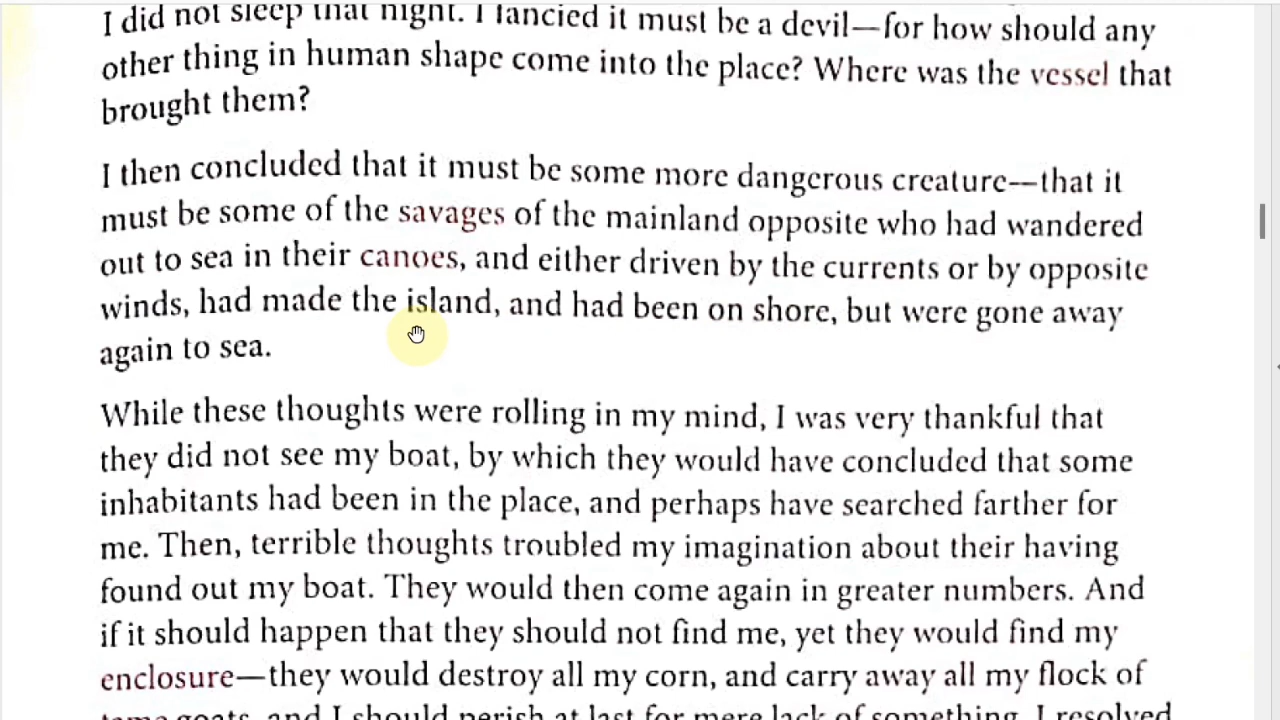 I did not sleep that night. I fancied it must be a devil—for how should any
other thing in human shape come into the place? Where was the vessel that
brought them?
I then concluded that it must be some more dangerous creature—that it
must be some of the savages of the mainland opposite who had wandered
out to sea in their canoes, and either driven by the currents or by opposite
winds, had made the island, and had been on shore, but were gone away
again to sea.
While these thoughts were rolling in my mind, I was very thankful that
they did not see my boat, by which they would have concluded that some
inhabitants had been in the place, and perhaps have searched farther for
me. Then, terrible thoughts troubled my imagination about their having
found out my boat. They would then come again in greater numbers. And
if it should happen that they should not find me, yet they would find my
enclosure—they would destroy all my corn, and carry away all my flock of
tame goats, and I should perish at last for mere lack of something. I resolved